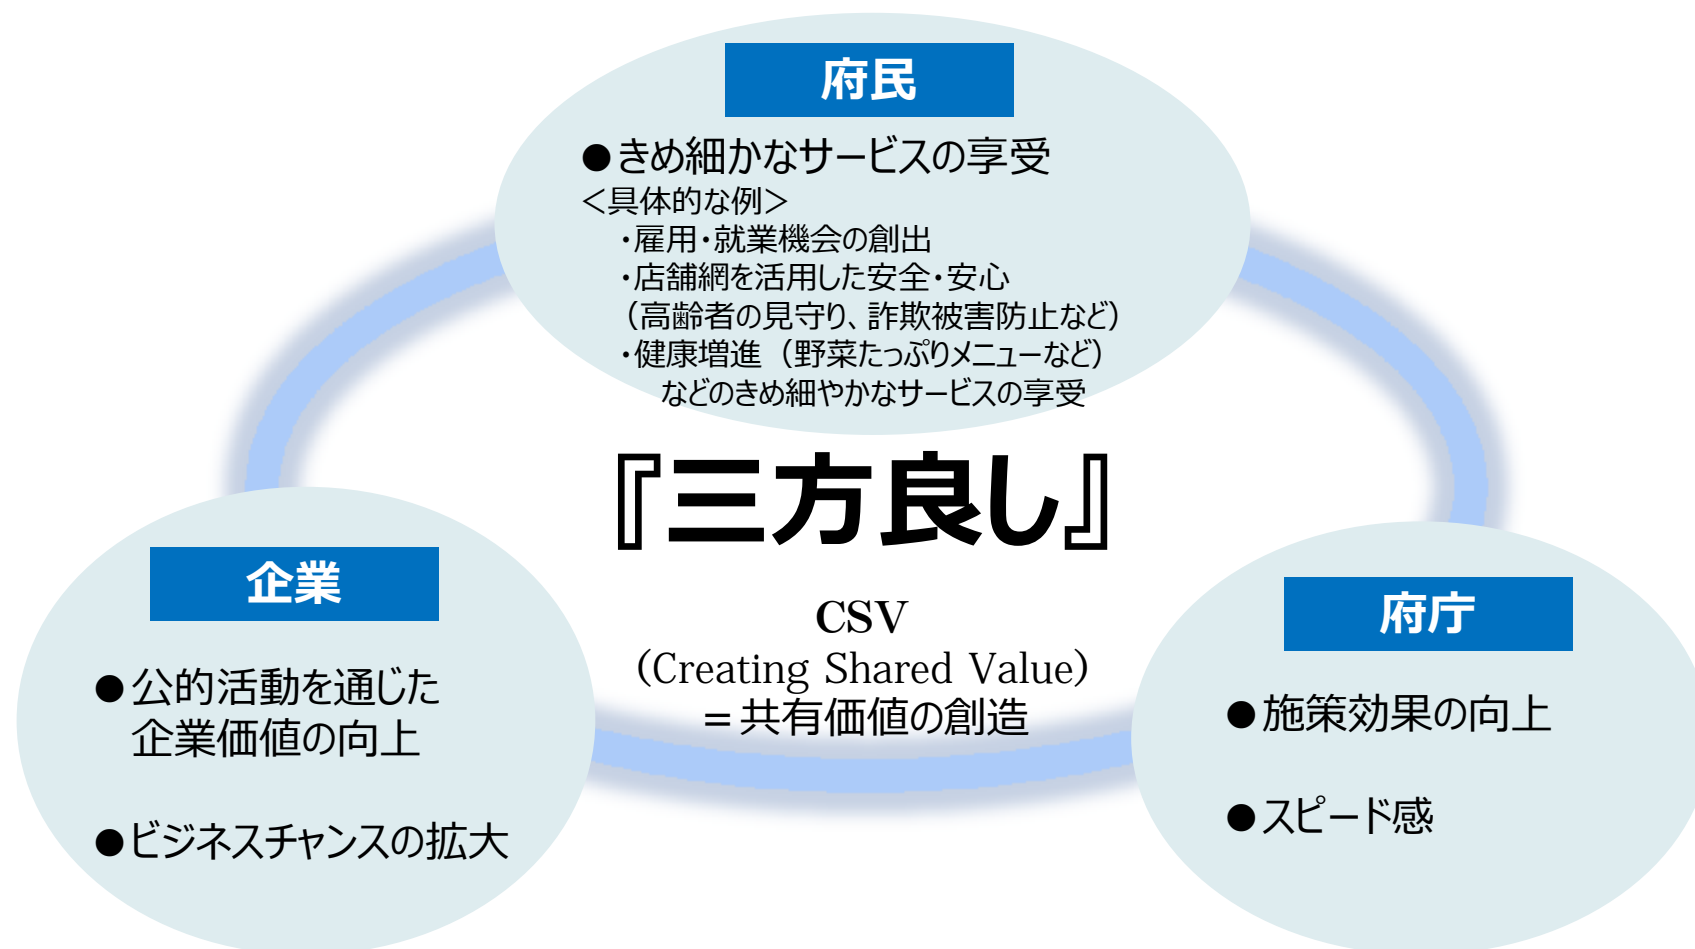 府民
●きめ細かなサービスの享受
＜具体的な例＞
・雇用・就業機会の創出
・店舗網を活用した安全・安心
（高齢者の見守り、詐欺被害防止など）
・健康増進（野菜たっぷりメニューなど）
などのきめ細やかなサービスの享受
『三方良し』
CSV
（Creating Shared Value）
＝共有価値の創造
企業
●公的活動を通じた
企業価値の向上
●ビジネスチャンスの拡大
府庁
●施策効果の向上
●スピード感